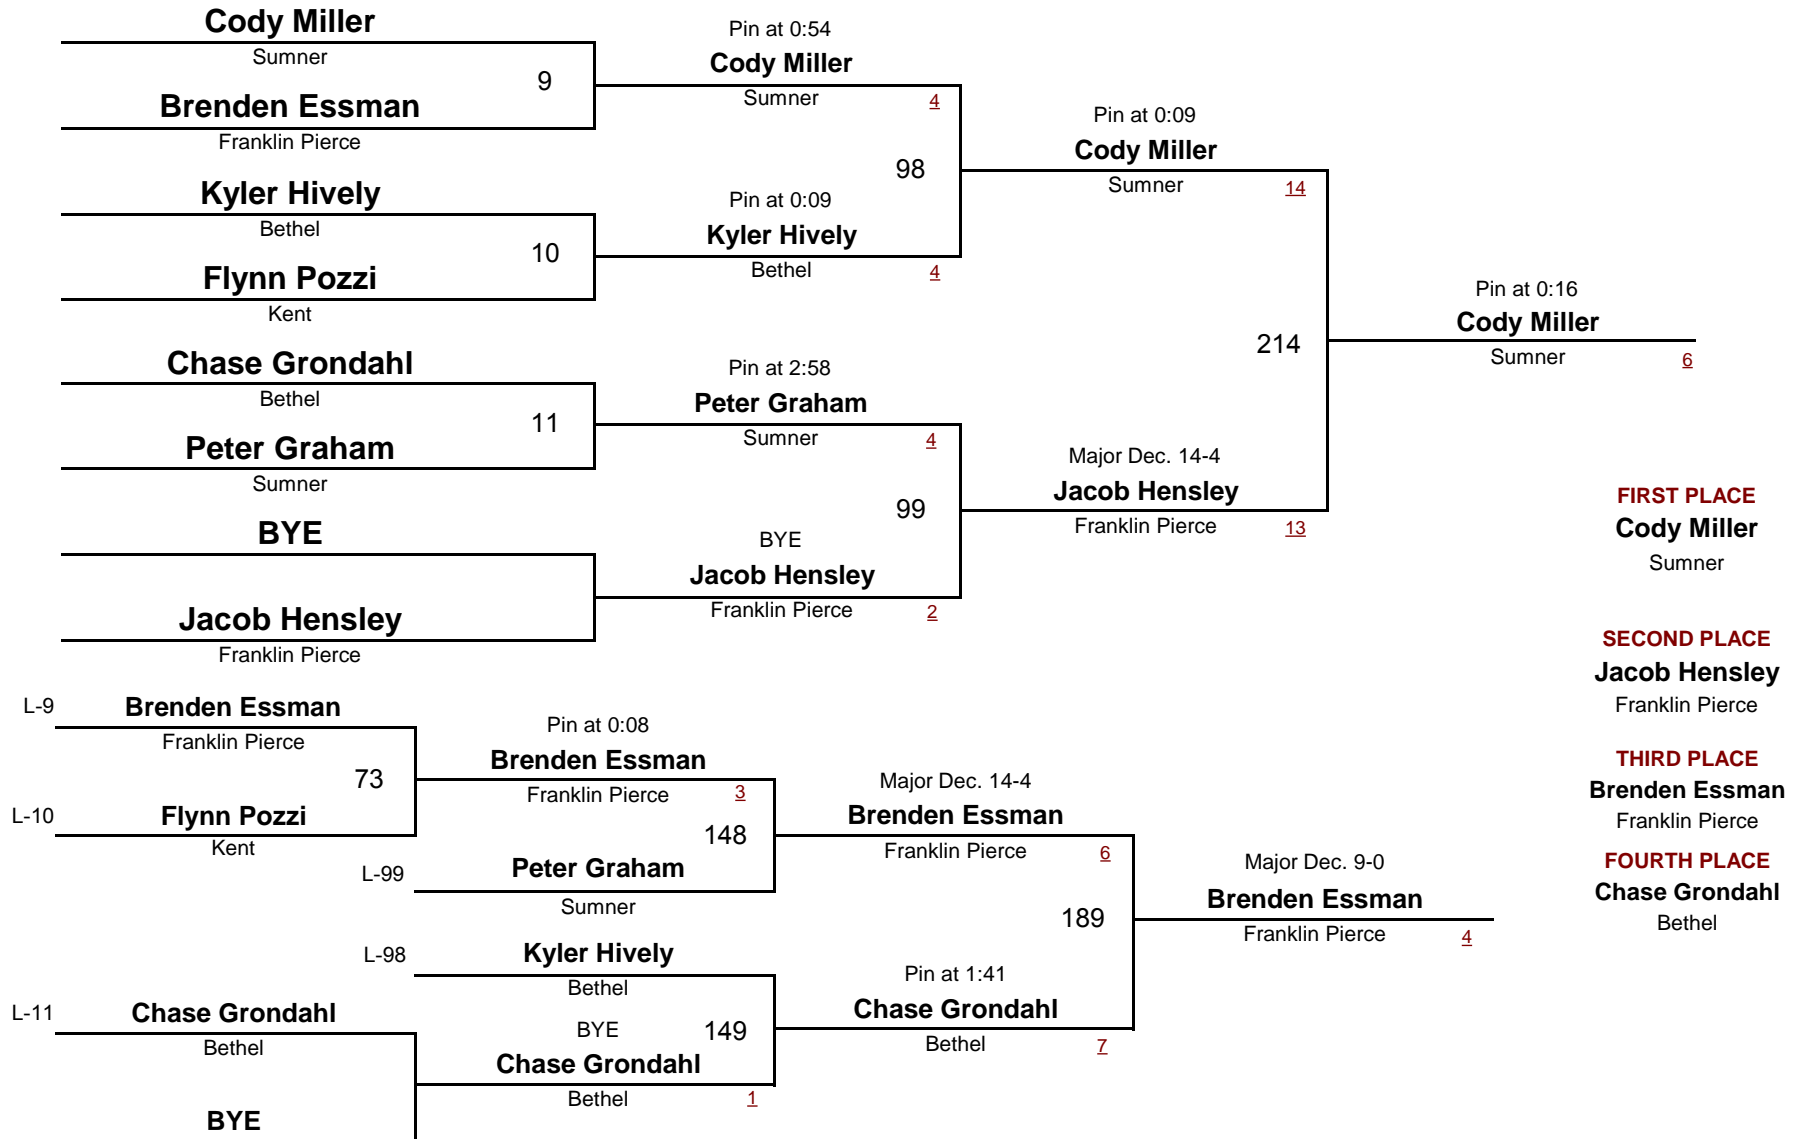 Cody Miller
Sumner
9
Brenden Essman
Franklin Pierce
Kyler Hively
Bethel
10
Flynn Pozzi
Kent
Chase Grondahl
Bethel
11
Peter Graham
Sumner
BYE
Jacob Hensley
Franklin Pierce
Pin at 0:54
Cody Miller
Sumner 4
98
Pin at 0:09
Kyler Hively
Bethel 4
Pin at 2:58
Peter Graham
Sumner 4
99
BYE
Jacob Hensley
Franklin Pierce 2
Pin at 0:09
Cody Miller
Sumner 14
214
Major Dec. 14-4
Jacob Hensley
Franklin Pierce 13
Pin at 0:16
Cody Miller
Sumner 6
FIRST PLACE
Cody Miller
Sumner
SECOND PLACE
Jacob Hensley
Franklin Pierce
THIRD PLACE
Brenden Essman
Franklin Pierce
FOURTH PLACE
Chase Grondahl
Bethel
L-9 Brenden Essman
Franklin Pierce
73
L-10 Flynn Pozzi
Kent
Pin at 0:08
Brenden Essman
Franklin Pierce 3
148
L-99 Peter Graham
Sumner
L-98 Kyler Hively
Bethel
L-11 Chase Grondahl
Bethel
BYE 149
Chase Grondahl
Bethel 1
BYE
Major Dec. 14-4
Brenden Essman
Franklin Pierce 6
189
Pin at 1:41
Chase Grondahl
Bethel 7
Major Dec. 9-0
Brenden Essman
Franklin Pierce 4